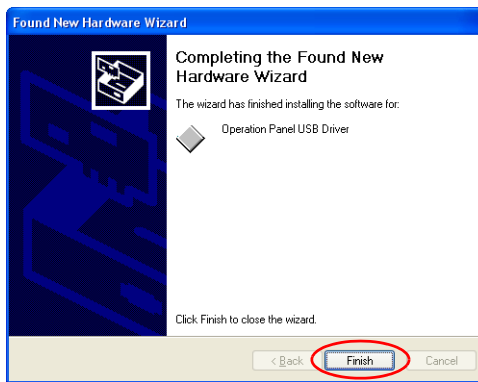 Found New Hardware Wizard
Completing the Found New
Hardware Wizard
The wizard has finished installing the software for:
Operation Panel USB Driver
Click Finish to close the wizard.
< Back
Finish
Cancel